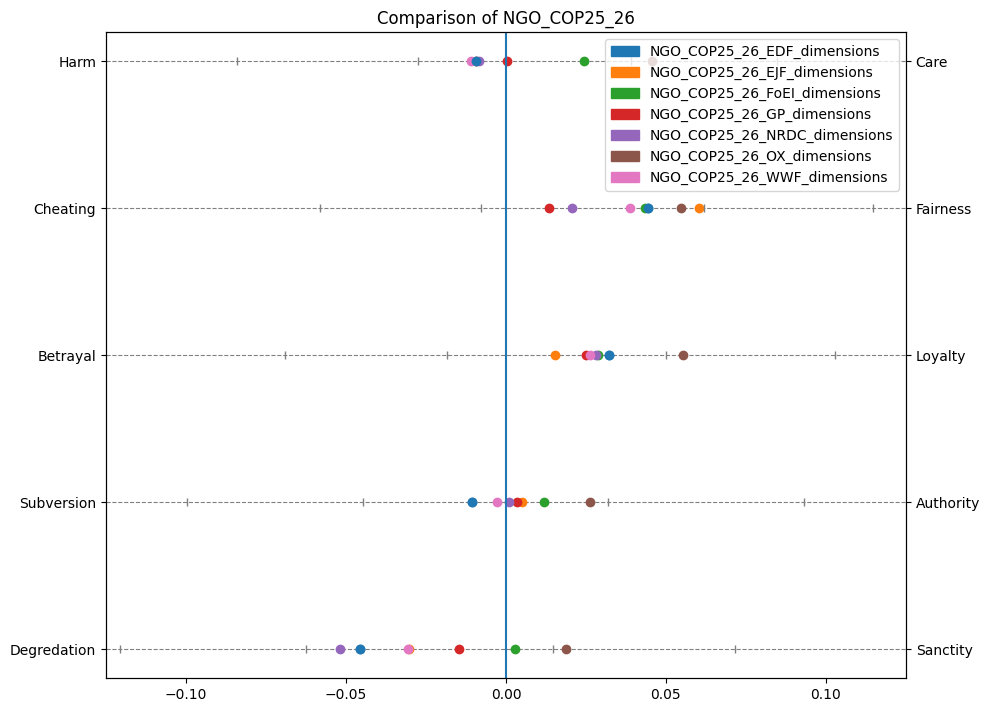 Comparison of NGO_COP25_26
Harm
Care
NGO_COP25_26_EDF_dimensions
NGO_COP25_26_EJF_dimensions
NGO_COP25_26_FoEI_dimensions
NGO_COP25_26_GP_dimensions
NGO_COP25_26_NRDC_dimensions
NGO_COP25_26_OX_dimensions
NGO_COP25_26_WWF_dimensions
Cheating
Fairness
Betrayal
Loyalty
Subversion
Authority
Degredation
Sanctity
−0.10 −0.05 0.00 0.05 0.10